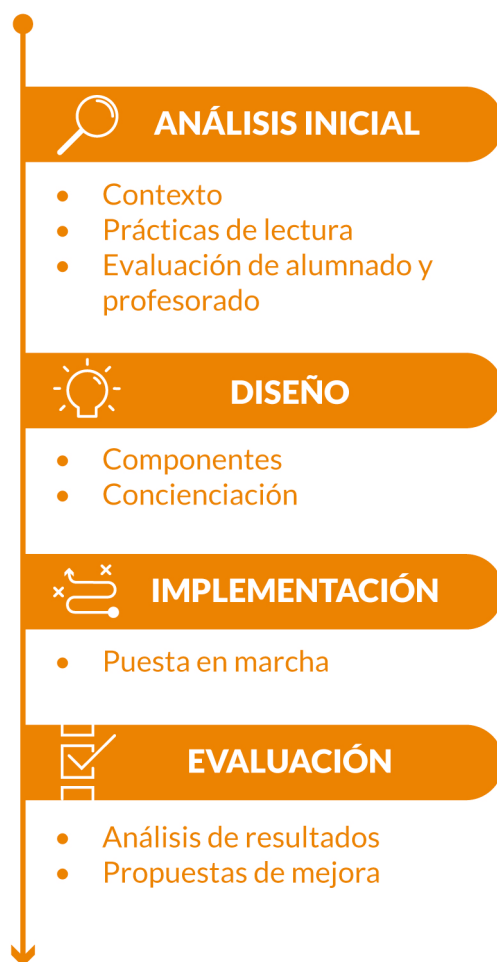 ANÁLISIS INICIAL
• Contexto
• Prácticas de lectura
• Evaluación de alumnado y
profesorado
DISEÑO
• Componentes
• Concienciación
IMPLEMENTACIÓN
• Puesta en marcha
EVALUACIÓN
• Análisis de resultados
• Propuestas de mejora